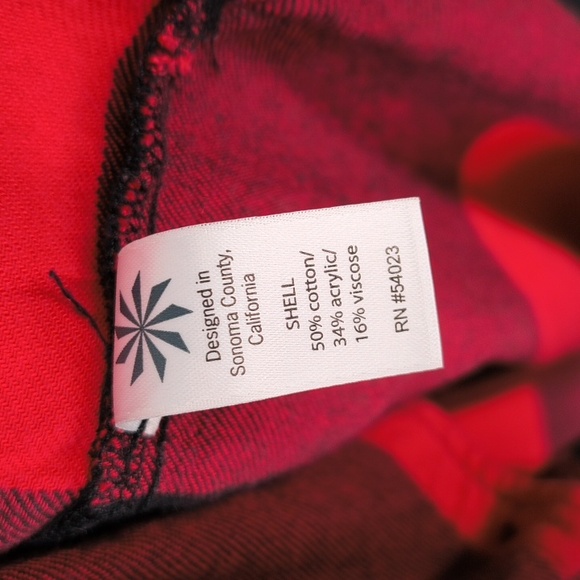 Designed in
Sonoma County,
California
SHELL
50% cotton/
34% acrylic/
16% viscose
RN #54023